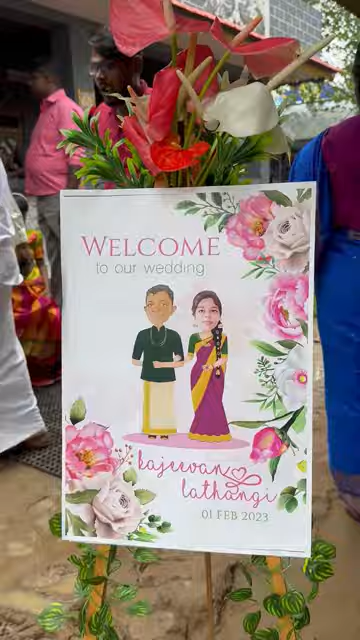 WELCOME
to our wedding
Rajeevan
Lathangi
01 FEB 2023